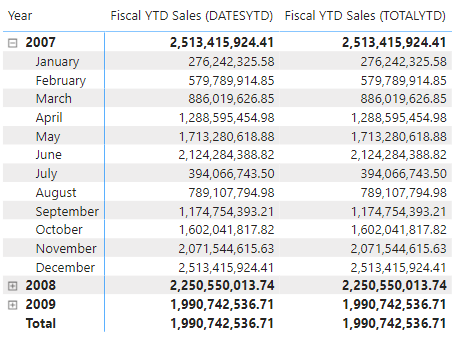 Year Fiscal YTD Sales (DATESYTD) Fiscal YTD Sales (TOTALYTD)
2007 2,513,415,924.41 2,513,415,924.41
January 276,242,325.58 276,242,325.58
February 579,789,914.85 579,789,914.85
March 886,019,626.85 886,019,626.85
April 1,288,595,454.98 1,288,595,454.98
May 1,713,280,618.88 1,713,280,618.88
June 2,124,284,388.82 2,124,284,388.82
July 394,066,743.50 394,066,743.50
August 789,107,794.98 789,107,794.98
September 1,174,754,393.21 1,174,754,393.21
October 1,602,041,817.82 1,602,041,817.82
November 2,071,544,615.63 2,071,544,615.63
December 2,513,415,924.41 2,513,415,924.41
2008 2,250,550,013.74 2,250,550,013.74
2009 1,990,742,536.71 1,990,742,536.71
Total 1,990,742,536.71 1,990,742,536.71